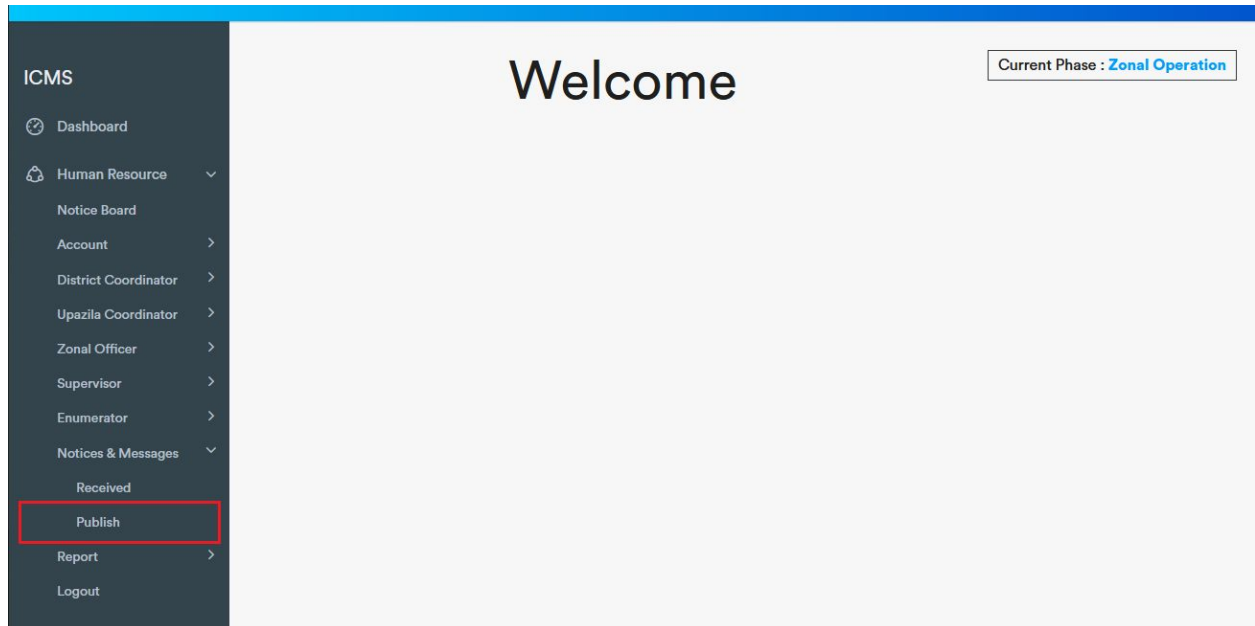 ICMS
Dashboard
Human Resource
Notice Board
Account
District Coordinator
Upazila Coordinator
Zonal Officer
Supervisor
Enumerator
Notices & Messages
Received
Publish
Report
Logout
Welcome
Current Phase : Zonal Operation